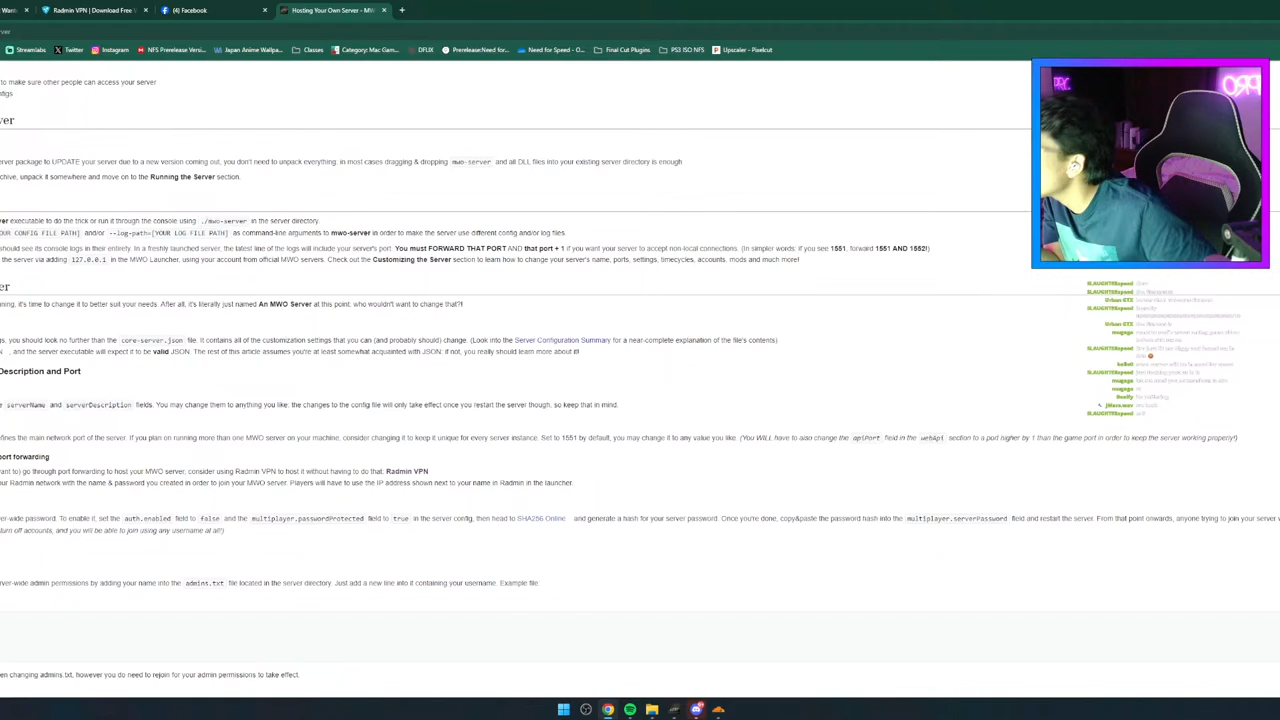 Wants
Radmin VPN | Download Free V
(4) Facebook
Hosting Your Own Server - MW
rver
Streamlabs
Twitter
Instagram
NFS Prerelease Versi...
Japan Anime Wallpa...
Classes
Category: Mac Gam...
DFLIX
Prerelease:Need for...
Need for Speed - O...
Final Cut Plugins
PS3 ISO NFS
Upscaler - Pixelcut
to make sure other people can access your server
nfigs
rver
erver package to UPDATE your server due to a new version coming out, you don't need to unpack everything: in most cases dragging & dropping mwo-server and all DLL files into your existing server directory is enough
chive, unpack it somewhere and move on to the Running the Server section.
ver executable to do the trick or run it through the console using ./mwo-server in the server directory.
OUR CONFIG FILE PATH] and/or --log-path=[YOUR LOG FILE PATH] as command-line arguments to mwo-server in order to make the server use different config and/or log files.
should see its console logs in their entirety. In a freshly launched server, the latest line of the logs will include your server's port. You must FORWARD THAT PORT AND that port + 1 if you want your server to accept non-local connections. (In simpler words: if you see 1551, forward 1551 AND 1552!)
the server via adding 127.0.0.1 in the MWO Launcher, using your account from official MWO servers. Check out the Customizing the Server section to learn how to change your server's name, ports, settings, timecycles, accounts, mods and much more!
er
ning, it's time to change it to better suit your needs. After all, it's literally just named An MWO Server at this point: who wouldn't want to change that?!
gs, you should look no further than the core-server.json file. It contains all of the customization settings that you can (and probably should) change. (Look into the Server Configuration Summary for a near-complete explanation of the file's contents)
, and the server executable will expect it to be valid JSON. The rest of this article assumes you're at least somewhat acquainted with JSON: if not, you really should learn more about it!
Description and Port
e serverName and serverDescription fields. You may change them to anything you like: the changes to the config file will only take effect once you restart the server though, so keep that in mind.
efines the main network port of the server. If you plan on running more than one MWO server on your machine, consider changing it to keep it unique for every server instance. Set to 1551 by default, you may change it to any value you like. (You WILL have to also change the apiPort field in the webApi section to a port higher by 1 than the game port in order to keep the server working properly!)
port forwarding
want to) go through port forwarding to host your MWO server, consider using Radmin VPN to host it without having to do that: Radmin VPN
our Radmin network with the name & password you created in order to join your MWO server. Players will have to use the IP address shown next to your name in Radmin in the launcher.
ver-wide password. To enable it, set the auth.enabled field to false and the multiplayer.passwordProtected field to true in the server config, then head to SHA256 Online and generate a hash for your server password. Once you're done, copy&paste the password hash into the multiplayer.serverPassword field and restart the server. From that point onwards, anyone trying to join your server w
turn off accounts, and you will be able to join using any username at all!)
erver-wide admin permissions by adding your name into the admins.txt file located in the server directory. Just add a new line into it containing your username. Example file:
en changing admins.txt, however you do need to rejoin for your admin permissions to take effect.